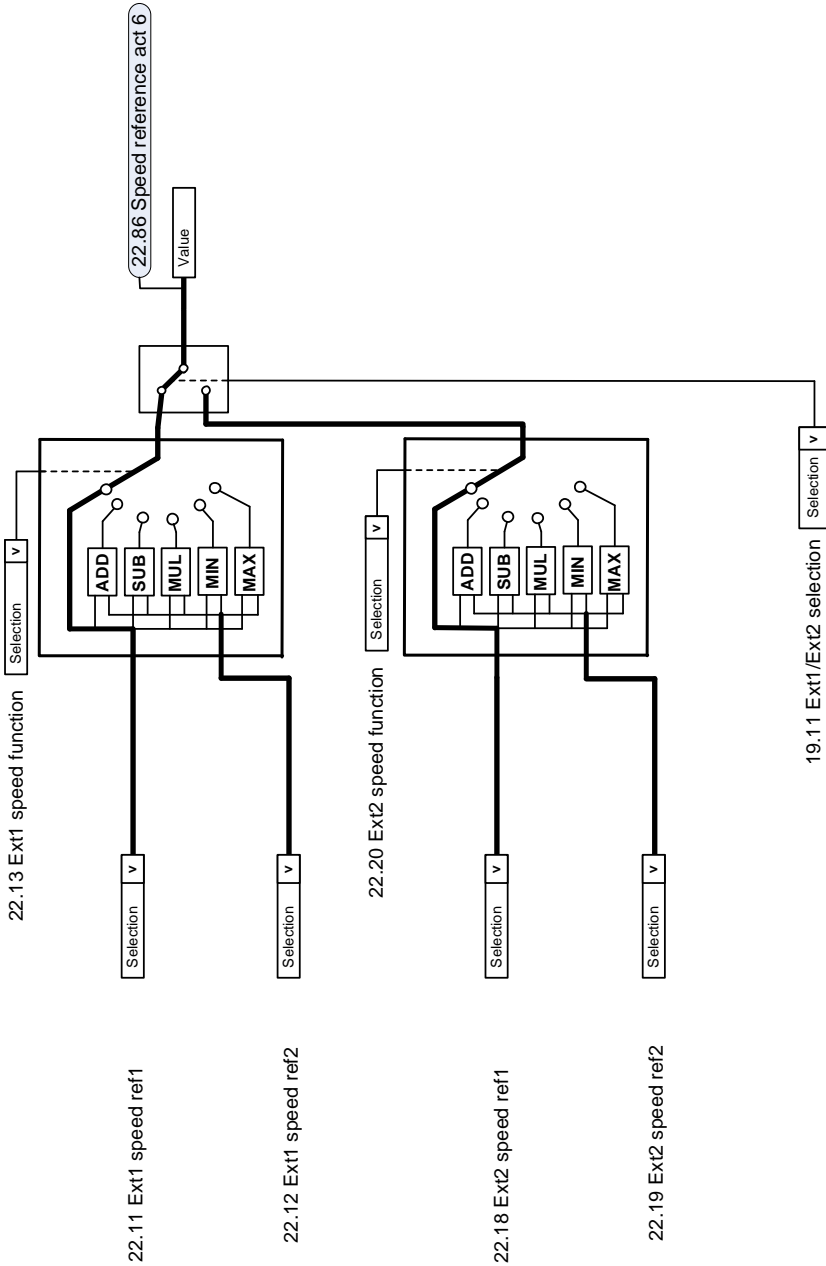 22.86 Speed reference act 6
Value
22.13 Ext1 speed function
Selection v
ADD
SUB
MUL
MIN
MAX
22.11 Ext1 speed ref1
Selection v
22.12 Ext1 speed ref2
Selection v
22.20 Ext2 speed function
Selection v
ADD
SUB
MUL
MIN
MAX
22.18 Ext2 speed ref1
Selection v
22.19 Ext2 speed ref2
Selection v
19.11 Ext1/Ext2 selection
Selection v